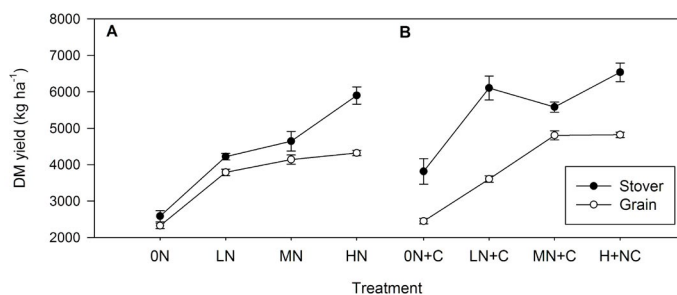 A
B
8000
7000
6000
5000
4000
3000
2000
DM yield (kg ha⁻¹)
Stover
Grain
0N LN MN HN 0N+C LN+C MN+C H+NC
Treatment